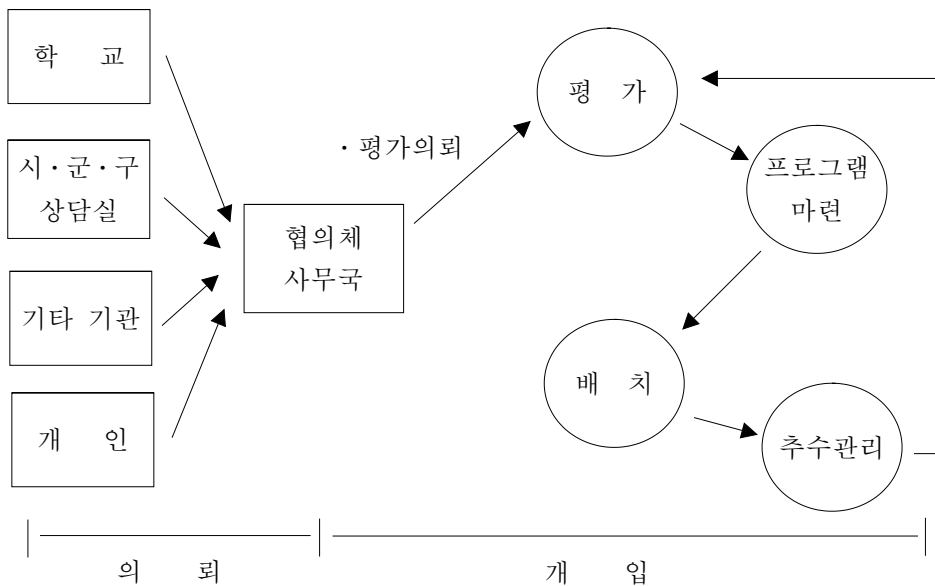 학 교
시·군·구
상담실
기타 기관
개 인
협의체
사무국
· 평가의뢰
평 가
프로그램
마련
배 치
추수관리
의 뢰
개 입